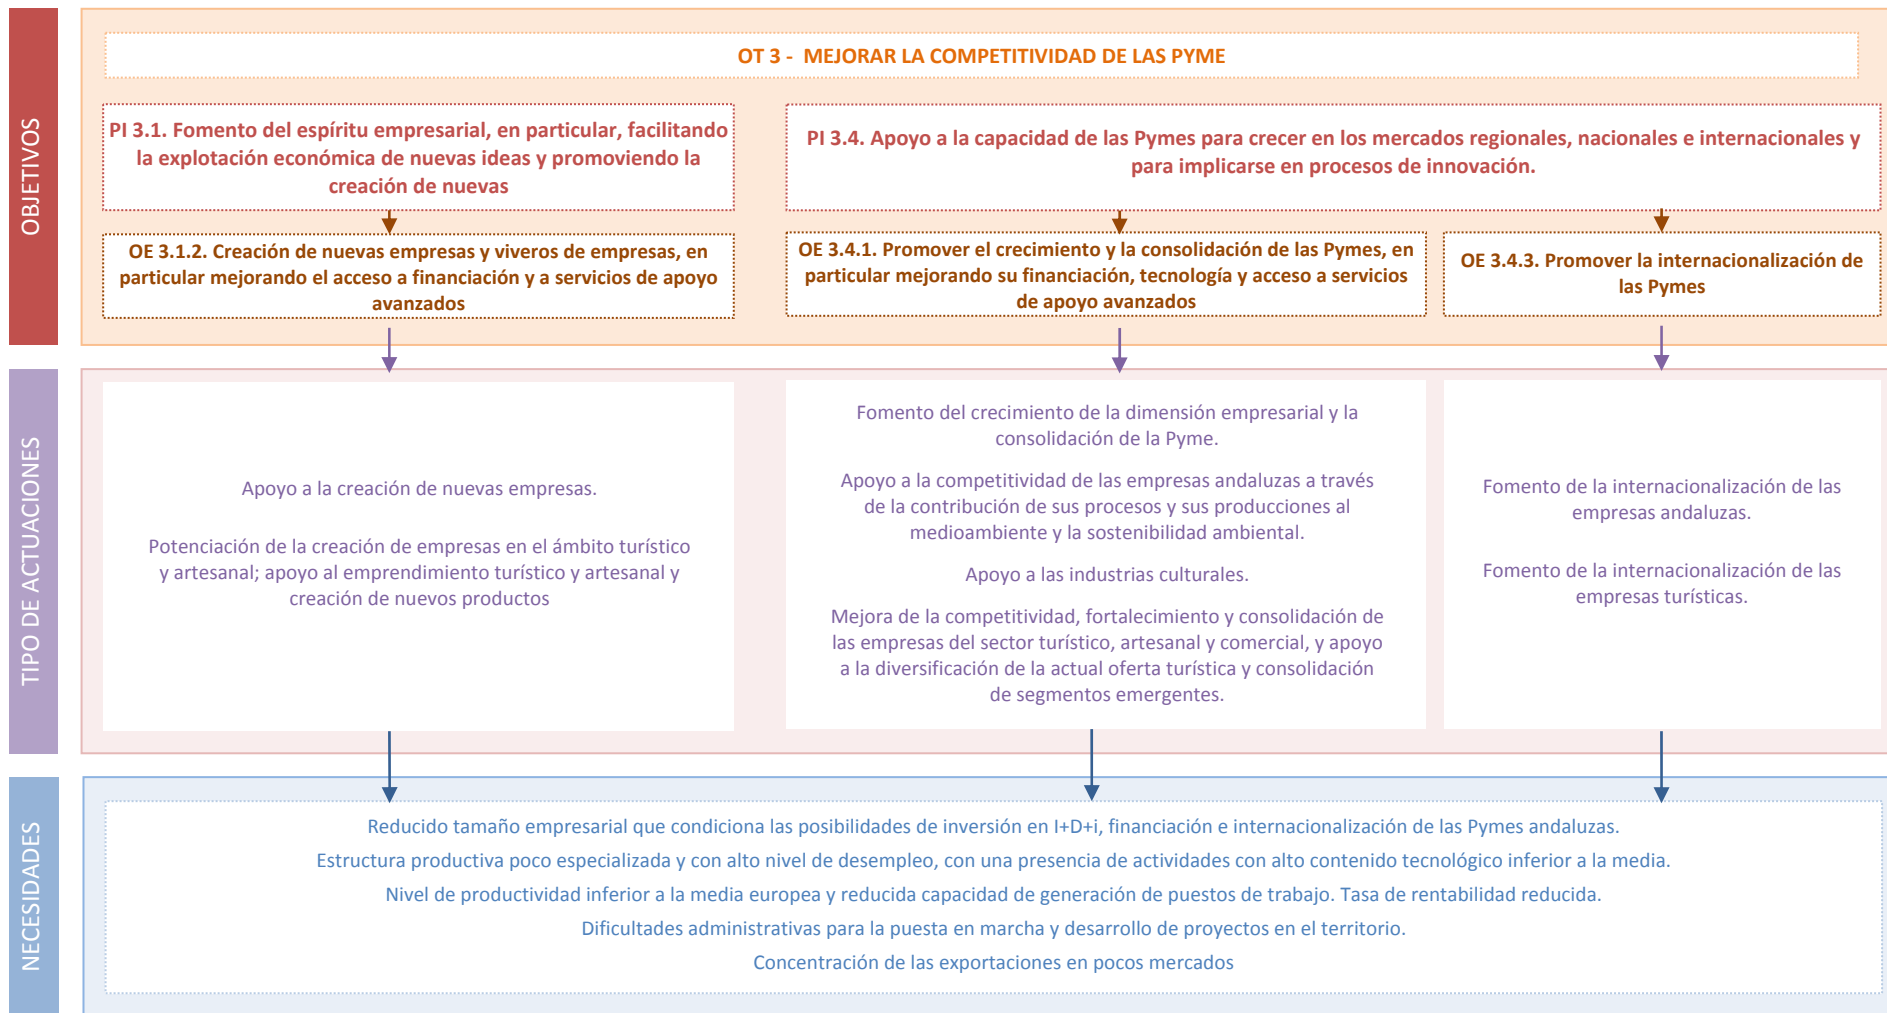 OBJETIVOS
OT 3 -  MEJORAR LA COMPETITIVIDAD DE LAS PYME
PI 3.1. Fomento del espíritu empresarial, en particular, facilitando
la explotación económica de nuevas ideas y promoviendo la
creación de nuevas
PI 3.4. Apoyo a la capacidad de las Pymes para crecer en los mercados regionales, nacionales e internacionales y
para implicarse en procesos de innovación.
OE 3.1.2. Creación de nuevas empresas y viveros de empresas, en
particular mejorando el acceso a financiación y a servicios de apoyo
avanzados
OE 3.4.1. Promover el crecimiento y la consolidación de las Pymes, en
particular mejorando su financiación, tecnología y acceso a servicios
de apoyo avanzados
OE 3.4.3. Promover la internacionalización de
las Pymes
TIPO DE ACTUACIONES
Apoyo a la creación de nuevas empresas.
Potenciación de la creación de empresas en el ámbito turístico
y artesanal; apoyo al emprendimiento turístico y artesanal y
creación de nuevos productos
Fomento del crecimiento de la dimensión empresarial y la
consolidación de la Pyme.
Apoyo a la competitividad de las empresas andaluzas a través
de la contribución de sus procesos y sus producciones al
medioambiente y la sostenibilidad ambiental.
Apoyo a las industrias culturales.
Mejora de la competitividad, fortalecimiento y consolidación de
las empresas del sector turístico, artesanal y comercial, y apoyo
a la diversificación de la actual oferta turística y consolidación
de segmentos emergentes.
Fomento de la internacionalización de las
empresas andaluzas.
Fomento de la internacionalización de las
empresas turísticas.
NECESIDADES
Reducido tamaño empresarial que condiciona las posibilidades de inversión en I+D+i, financiación e internacionalización de las Pymes andaluzas.
Estructura productiva poco especializada y con alto nivel de desempleo, con una presencia de actividades con alto contenido tecnológico inferior a la media.
Nivel de productividad inferior a la media europea y reducida capacidad de generación de puestos de trabajo. Tasa de rentabilidad reducida.
Dificultades administrativas para la puesta en marcha y desarrollo de proyectos en el territorio.
Concentración de las exportaciones en pocos mercados